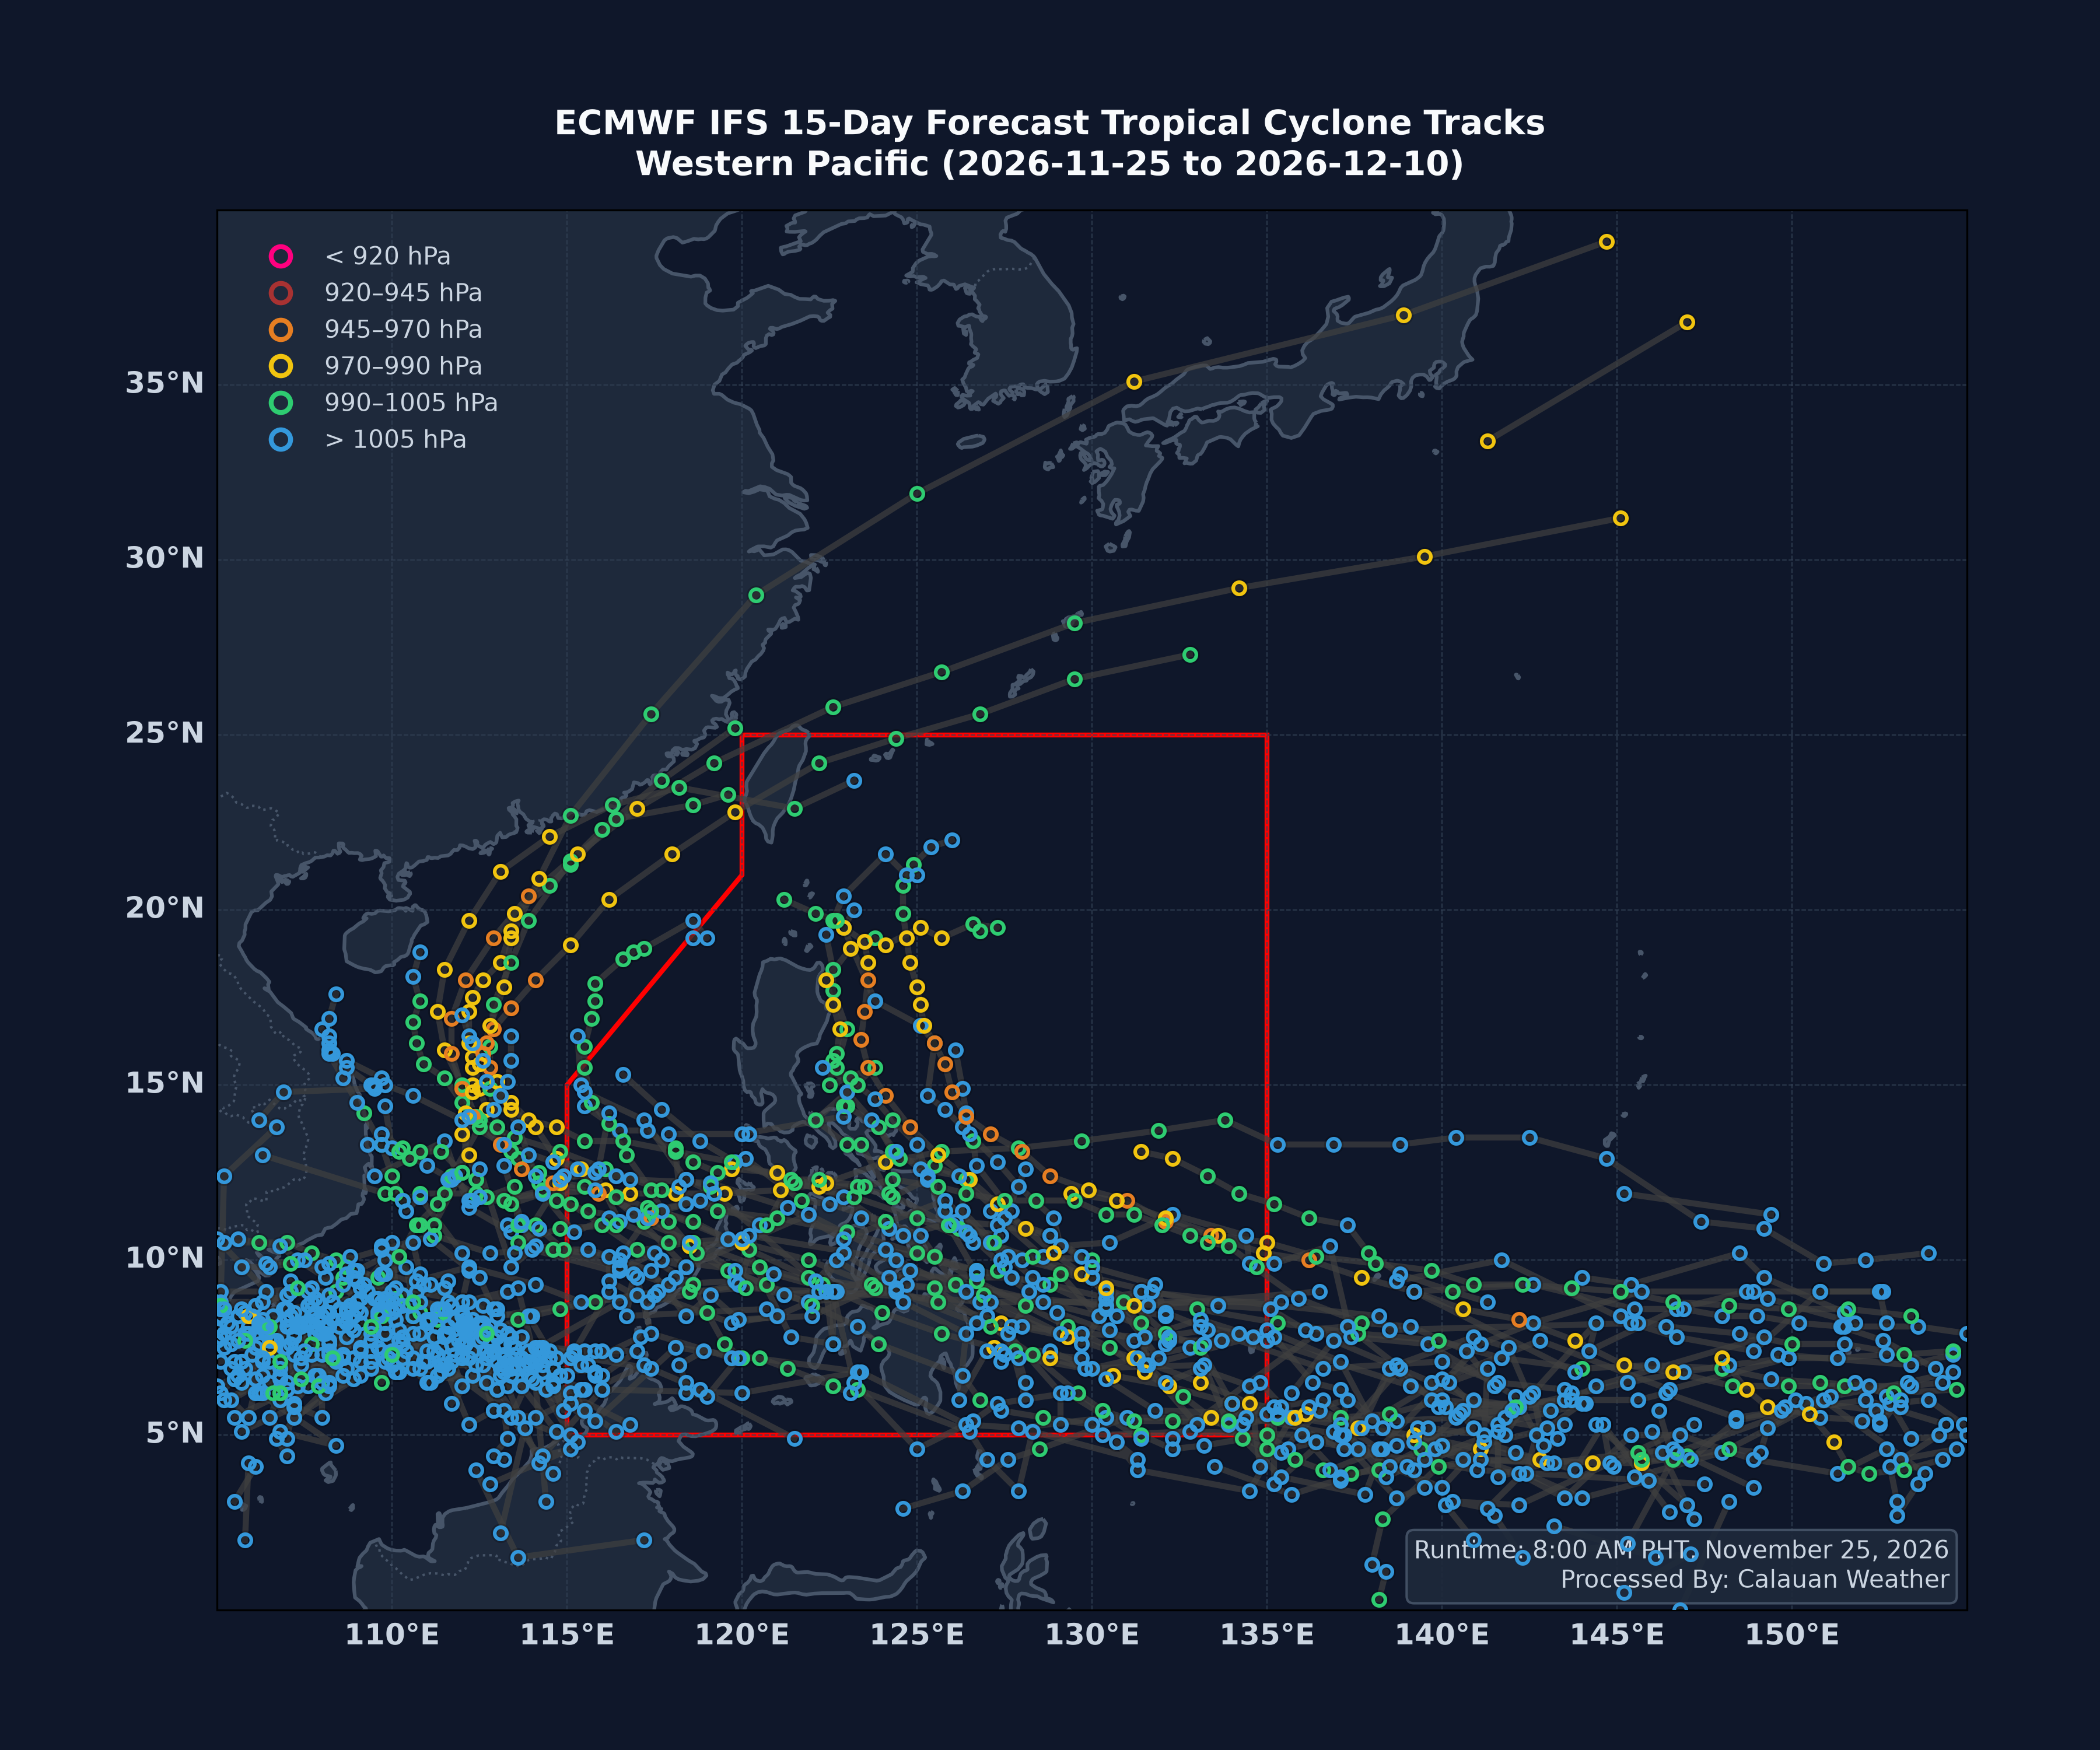 ECMWF IFS 15-Day Forecast Tropical Cyclone Tracks
Western Pacific (2026-11-25 to 2026-12-10)
< 920 hPa
920–945 hPa
945–970 hPa
970–990 hPa
990–1005 hPa
> 1005 hPa
35°N
30°N
25°N
20°N
15°N
10°N
5°N
Runtime: 8:00 AM PHT, November 25, 2026
Processed By: Calauan Weather
110°E 115°E 120°E 125°E 130°E 135°E 140°E 145°E 150°E